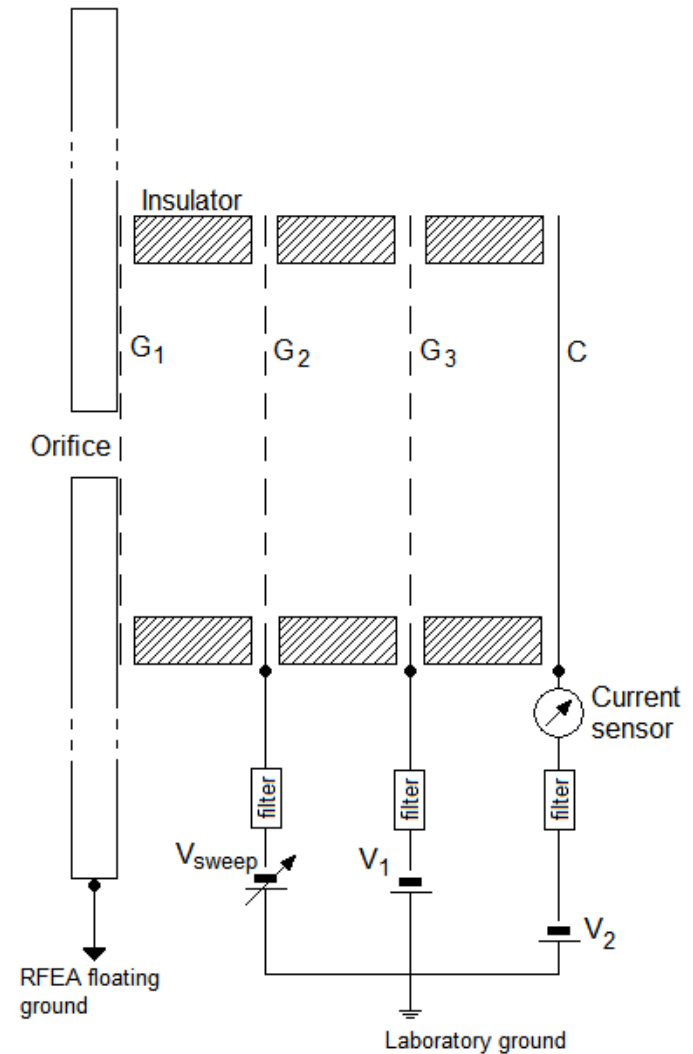 Insulator
G1
G2
G3
C
Orifice
Current
sensor
filter
filter
filter
Vsweep
V1
V2
RFEA floating
ground
Laboratory ground